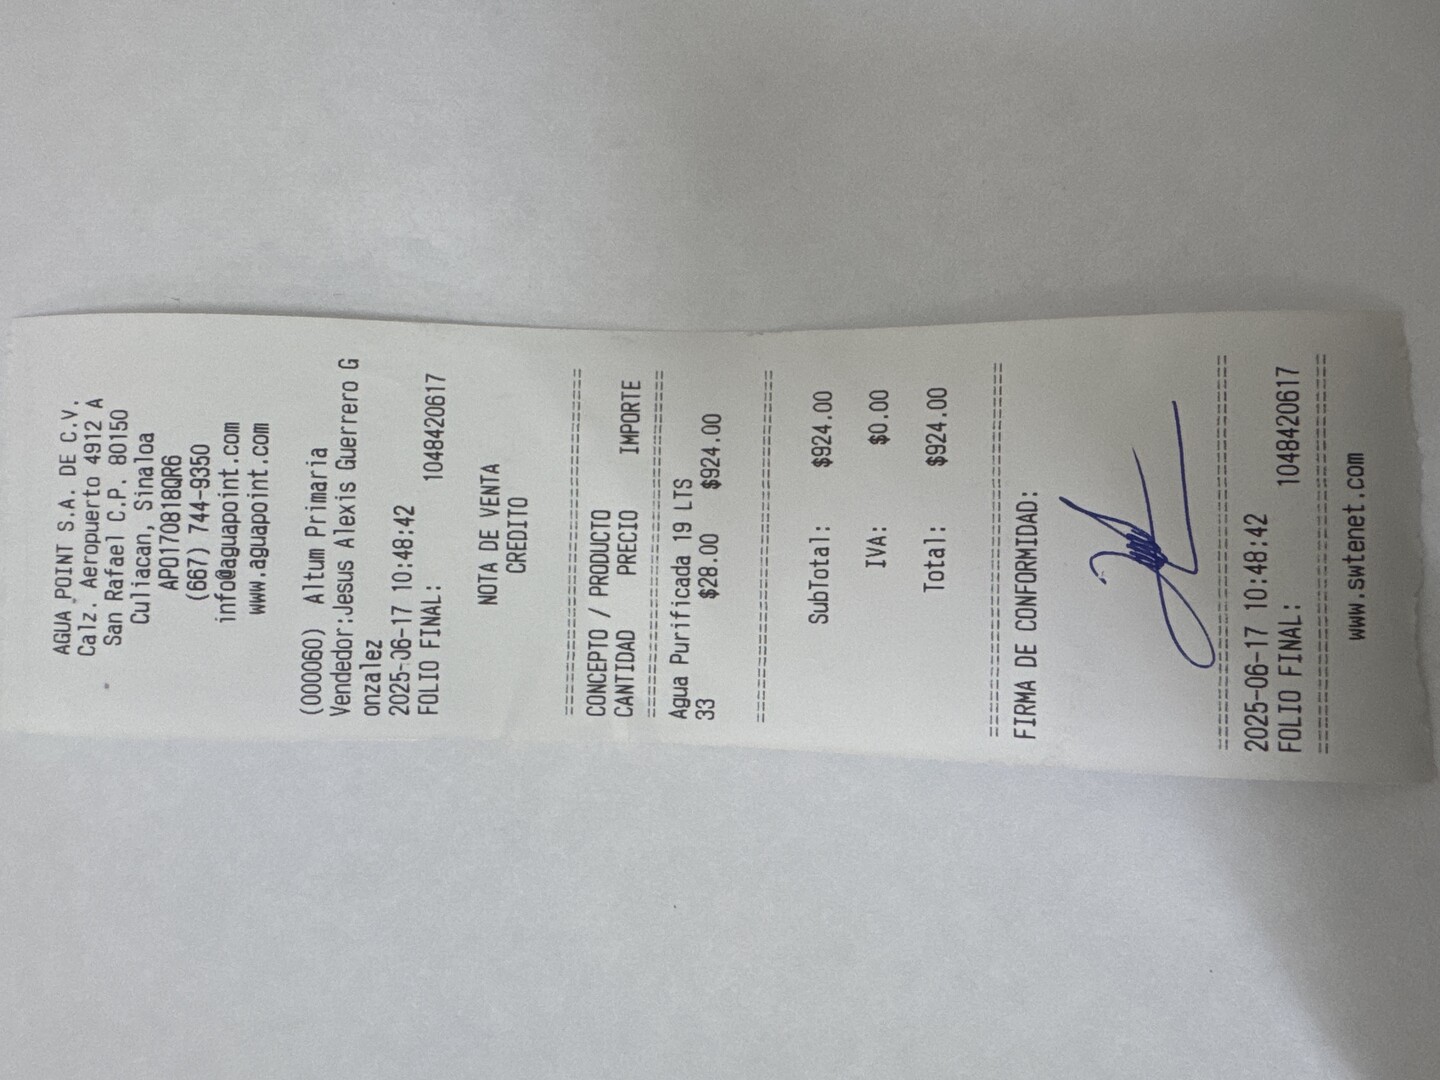 AGUA POINT S.A. DE C.V.
Calz. Aeropuerto 4912 A
San Rafael C.P. 80150
Culiacan, Sinaloa
APO170818QR6
(667) 744-9350
info@aguapoint.com
www.aguapoint.com
(000060) Altum Primaria
Vendedor:Jesus Alexis Guerrero G
onzalez
2025-06-17 10:48:42
FOLIO FINAL: 1048420617
NOTA DE VENTA
CREDITO
================================
CONCEPTO / PRODUCTO
CANTIDAD PRECIO IMPORTE
================================
Agua Purificada 19 LTS
33 $28.00 $924.00
================================
SubTotal: $924.00
IVA: $0.00
Total: $924.00
================================
FIRMA DE CONFORMIDAD:
================================
2025-06-17 10:48:42
FOLIO FINAL: 1048420617
================================
www.swtenet.com